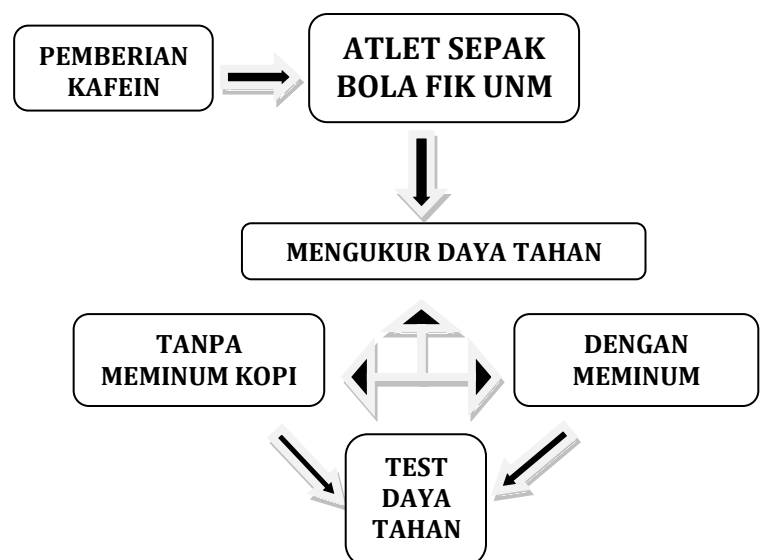 PEMBERIAN
KAFEIN
ATLET SEPAK
BOLA FIK UNM
MENGUKUR DAYA TAHAN
TANPA
MEMINUM KOPI
DENGAN
MEMINUM
TEST
DAYA
TAHAN